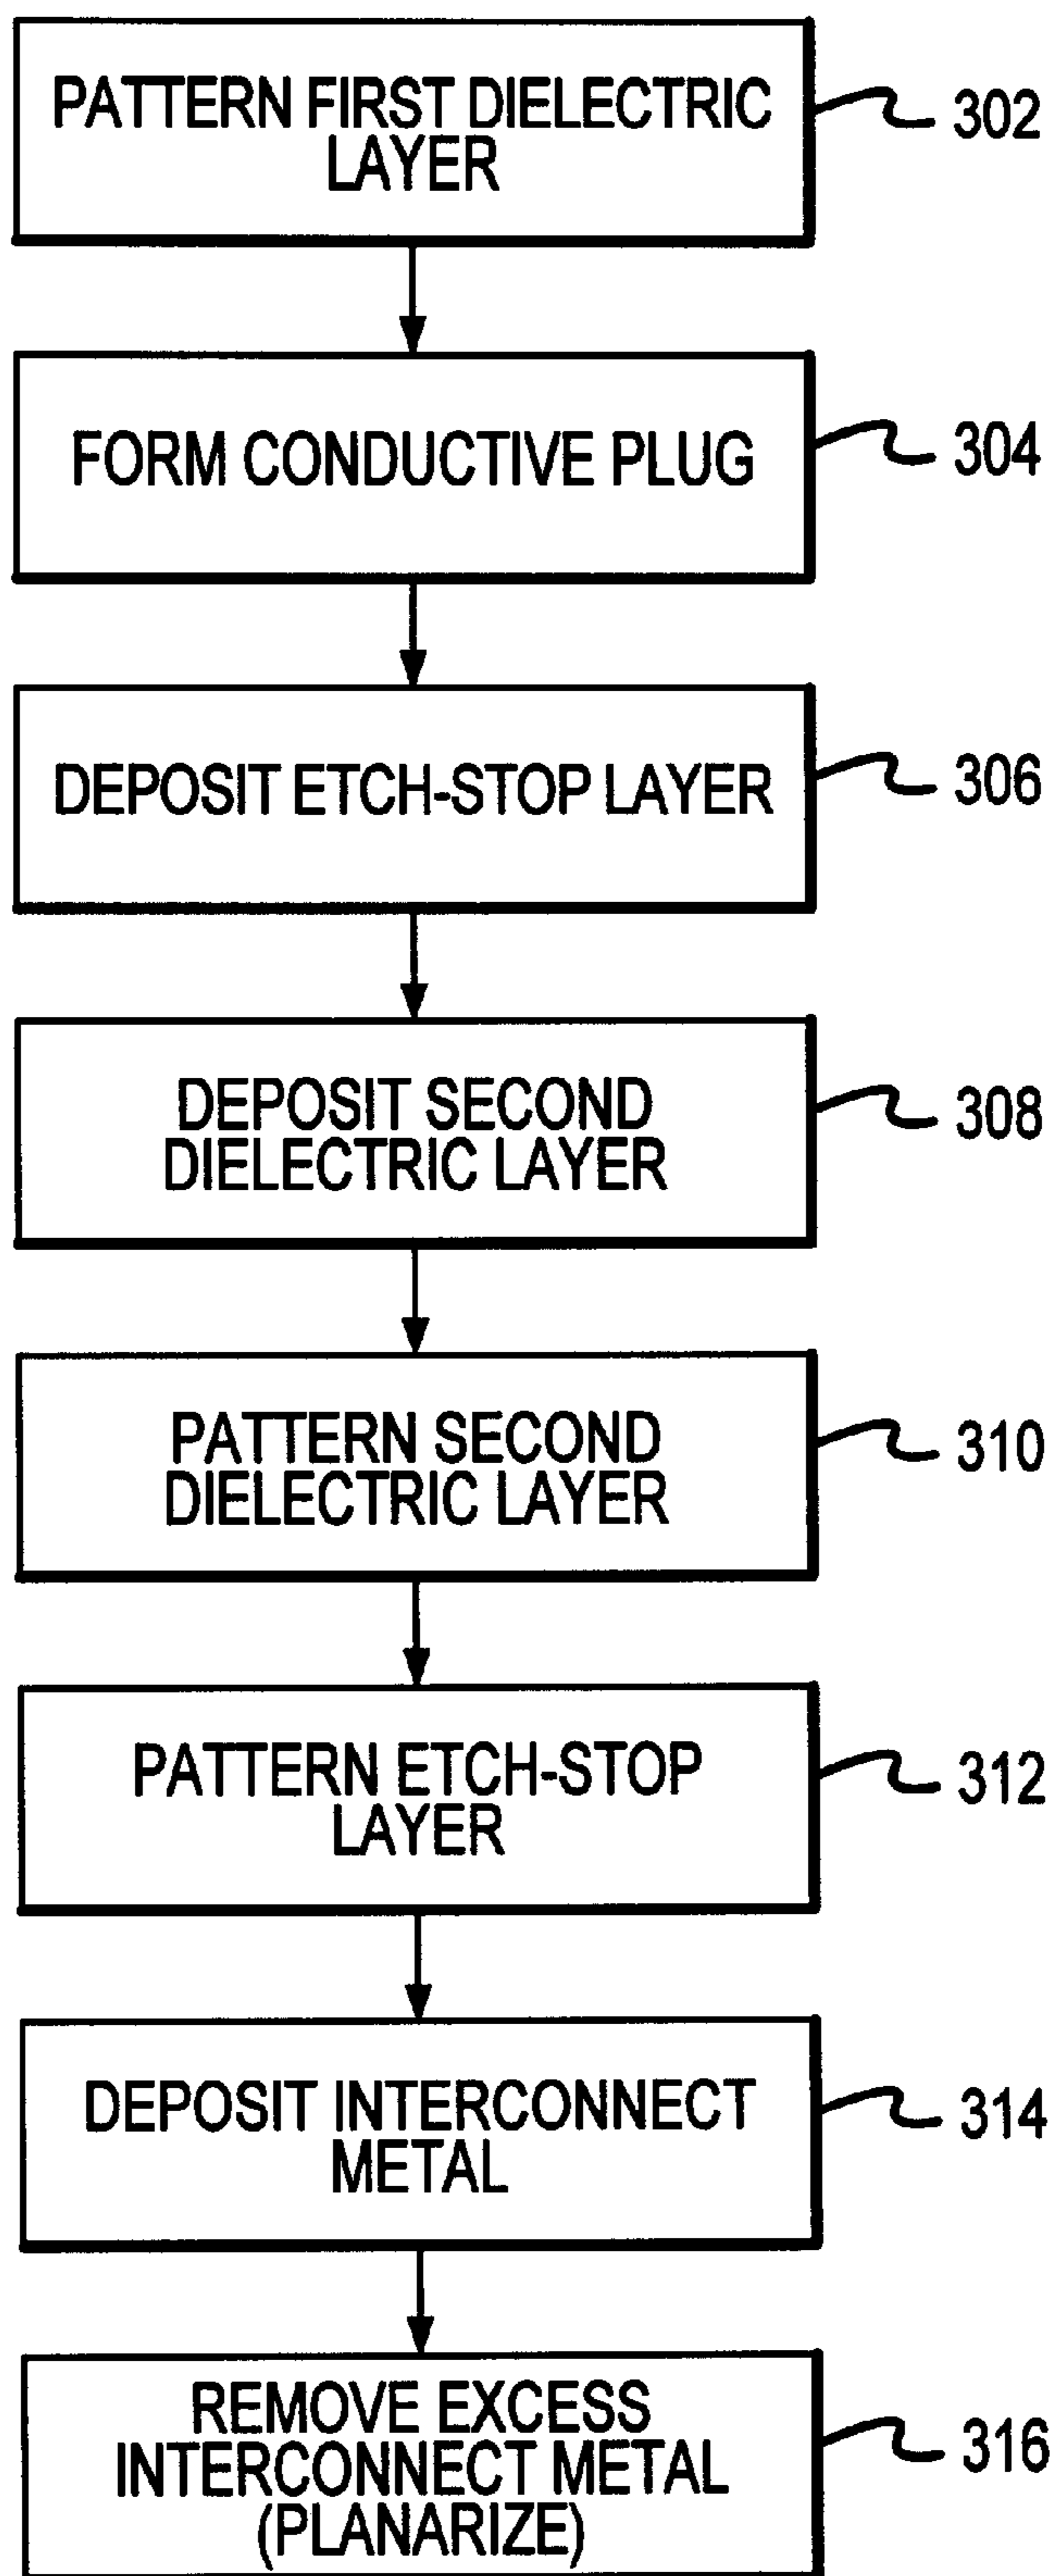 PATTERN FIRST DIELECTRIC
LAYER
302
FORM CONDUCTIVE PLUG
304
DEPOSIT ETCH-STOP LAYER
306
DEPOSIT SECOND
DIELECTRIC LAYER
308
PATTERN SECOND
DIELECTRIC LAYER
310
PATTERN ETCH-STOP
LAYER
312
DEPOSIT INTERCONNECT
METAL
314
REMOVE EXCESS
INTERCONNECT METAL
(PLANARIZE)
316